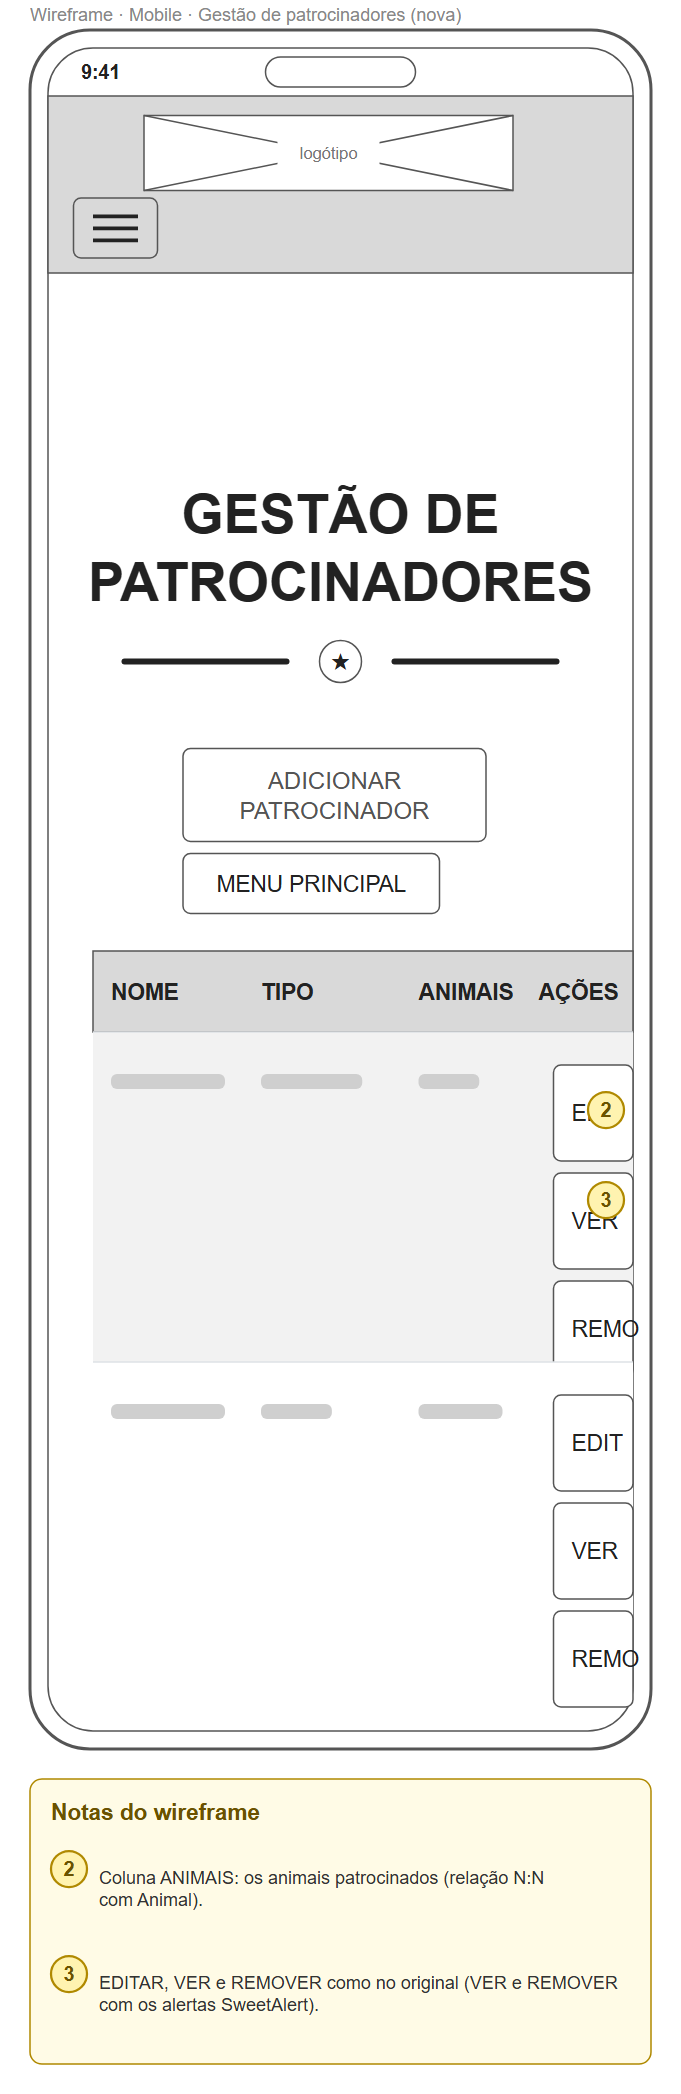 Wireframe · Mobile · Gestão de patrocinadores (nova)
9:41
logótipo
GESTÃO DE
PATROCINADORES
★
ADICIONAR
PATROCINADOR
MENU PRINCIPAL
NOME TIPO ANIMAIS AÇÕES
2
3
VER
REMO
EDIT
VER
REMO
Notas do wireframe
2 Coluna ANIMAIS: os animais patrocinados (relação N:N
com Animal).
3 EDITAR, VER e REMOVER como no original (VER e REMOVER
com os alertas SweetAlert).